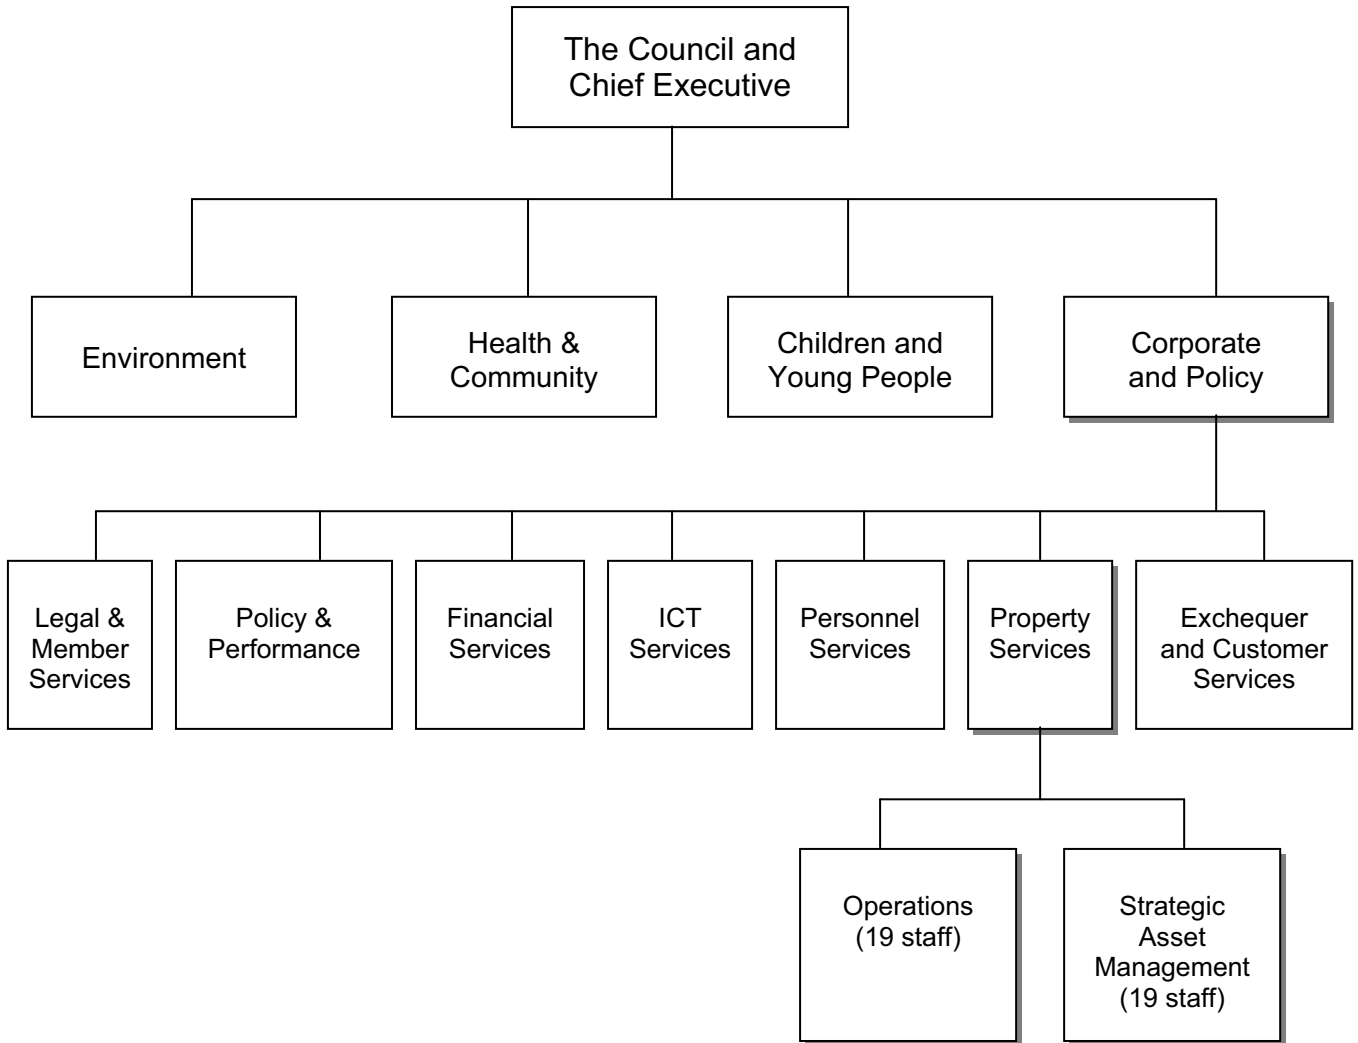 The Council and
Chief Executive
Environment
Health &
Community
Children and
Young People
Corporate
and Policy
Legal &
Member
Services
Policy &
Performance
Financial
Services
ICT
Services
Personnel
Services
Property
Services
Exchequer
and Customer
Services
Operations
(19 staff)
Strategic
Asset
Management
(19 staff)